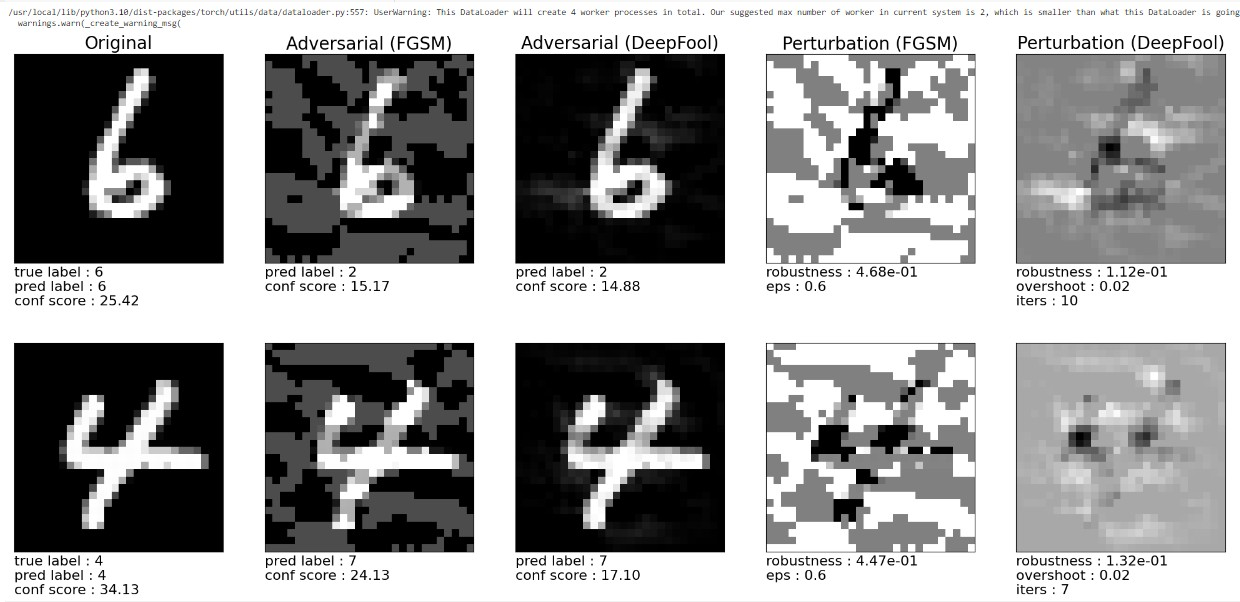 /usr/local/lib/python3.10/dist-packages/torch/utils/data/dataloader.py:557: UserWarning: This DataLoader will create 4 worker processes in total. Our suggested max number of worker in current system is 2, which is smaller than what this DataLoader is going
warnings.warn(_create_warning_msg(
Original Adversarial (FGSM) Adversarial (DeepFool) Perturbation (FGSM) Perturbation (DeepFool)
6 6 6
true label : 6 pred label : 2 pred label : 2 robustness : 4.68e-01 robustness : 1.12e-01
pred label : 6 conf score : 15.17 conf score : 14.88 eps : 0.6 overshoot : 0.02
conf score : 25.42 iters : 10
4 4 4
true label : 4 pred label : 7 pred label : 7 robustness : 4.47e-01 robustness : 1.32e-01
pred label : 4 conf score : 24.13 conf score : 17.10 eps : 0.6 overshoot : 0.02
conf score : 34.13 iters : 7